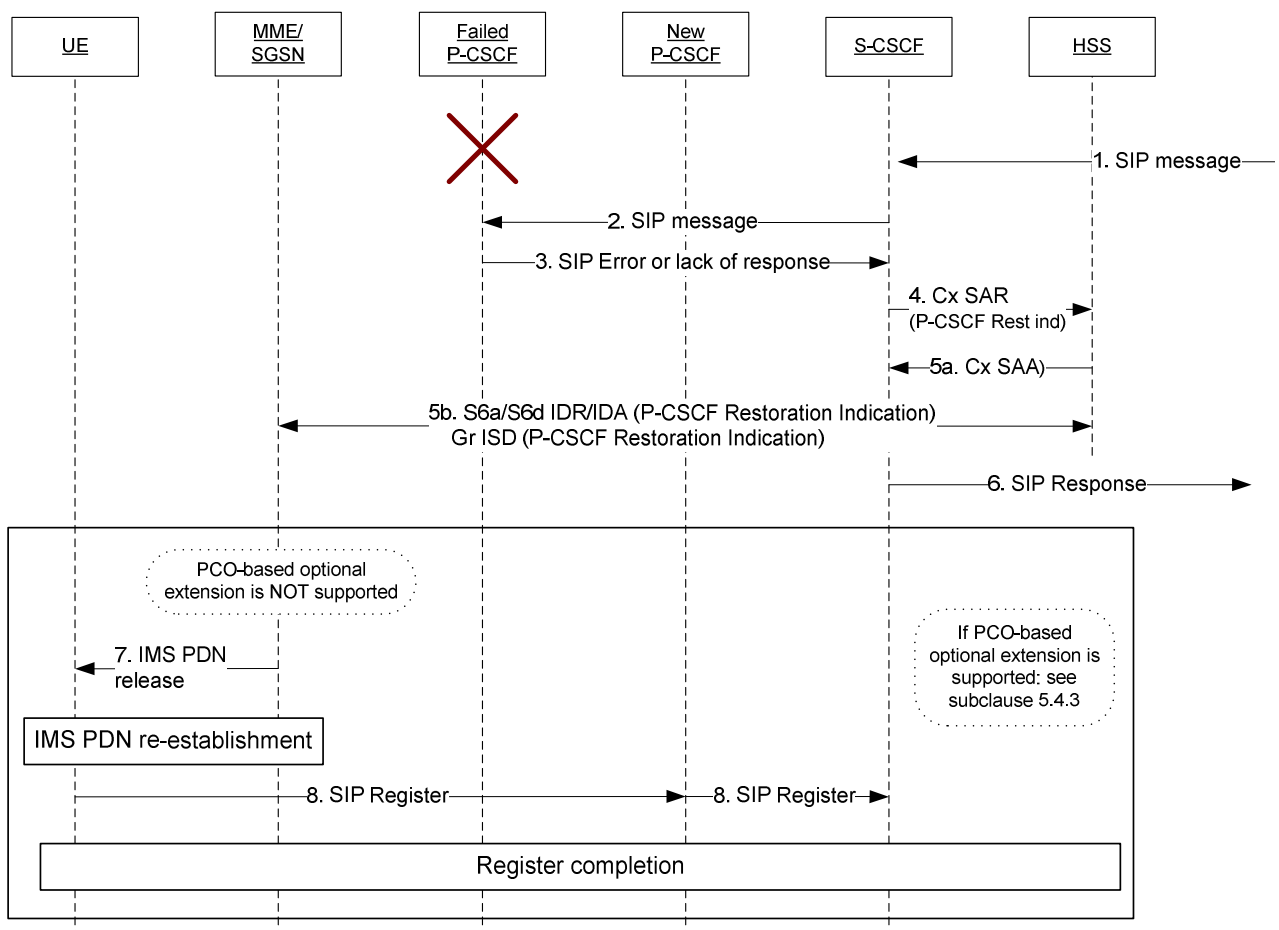 UE
MME/
SGSN
Failed
P-CSCF
New
P-CSCF
S-CSCF
HSS
1. SIP message
2. SIP message
3. SIP Error or lack of response
4. Cx SAR
(P-CSCF Rest ind)
5a. Cx SAA)
5b. S6a/S6d IDR/IDA (P-CSCF Restoration Indication)
Gr ISD (P-CSCF Restoration Indication)
6. SIP Response
PCO-based optional
extension is NOT supported
If PCO-based
optional extension is
supported: see
subclause 5.4.3
7. IMS PDN
release
IMS PDN re-establishment
8. SIP Register
8. SIP Register
Register completion